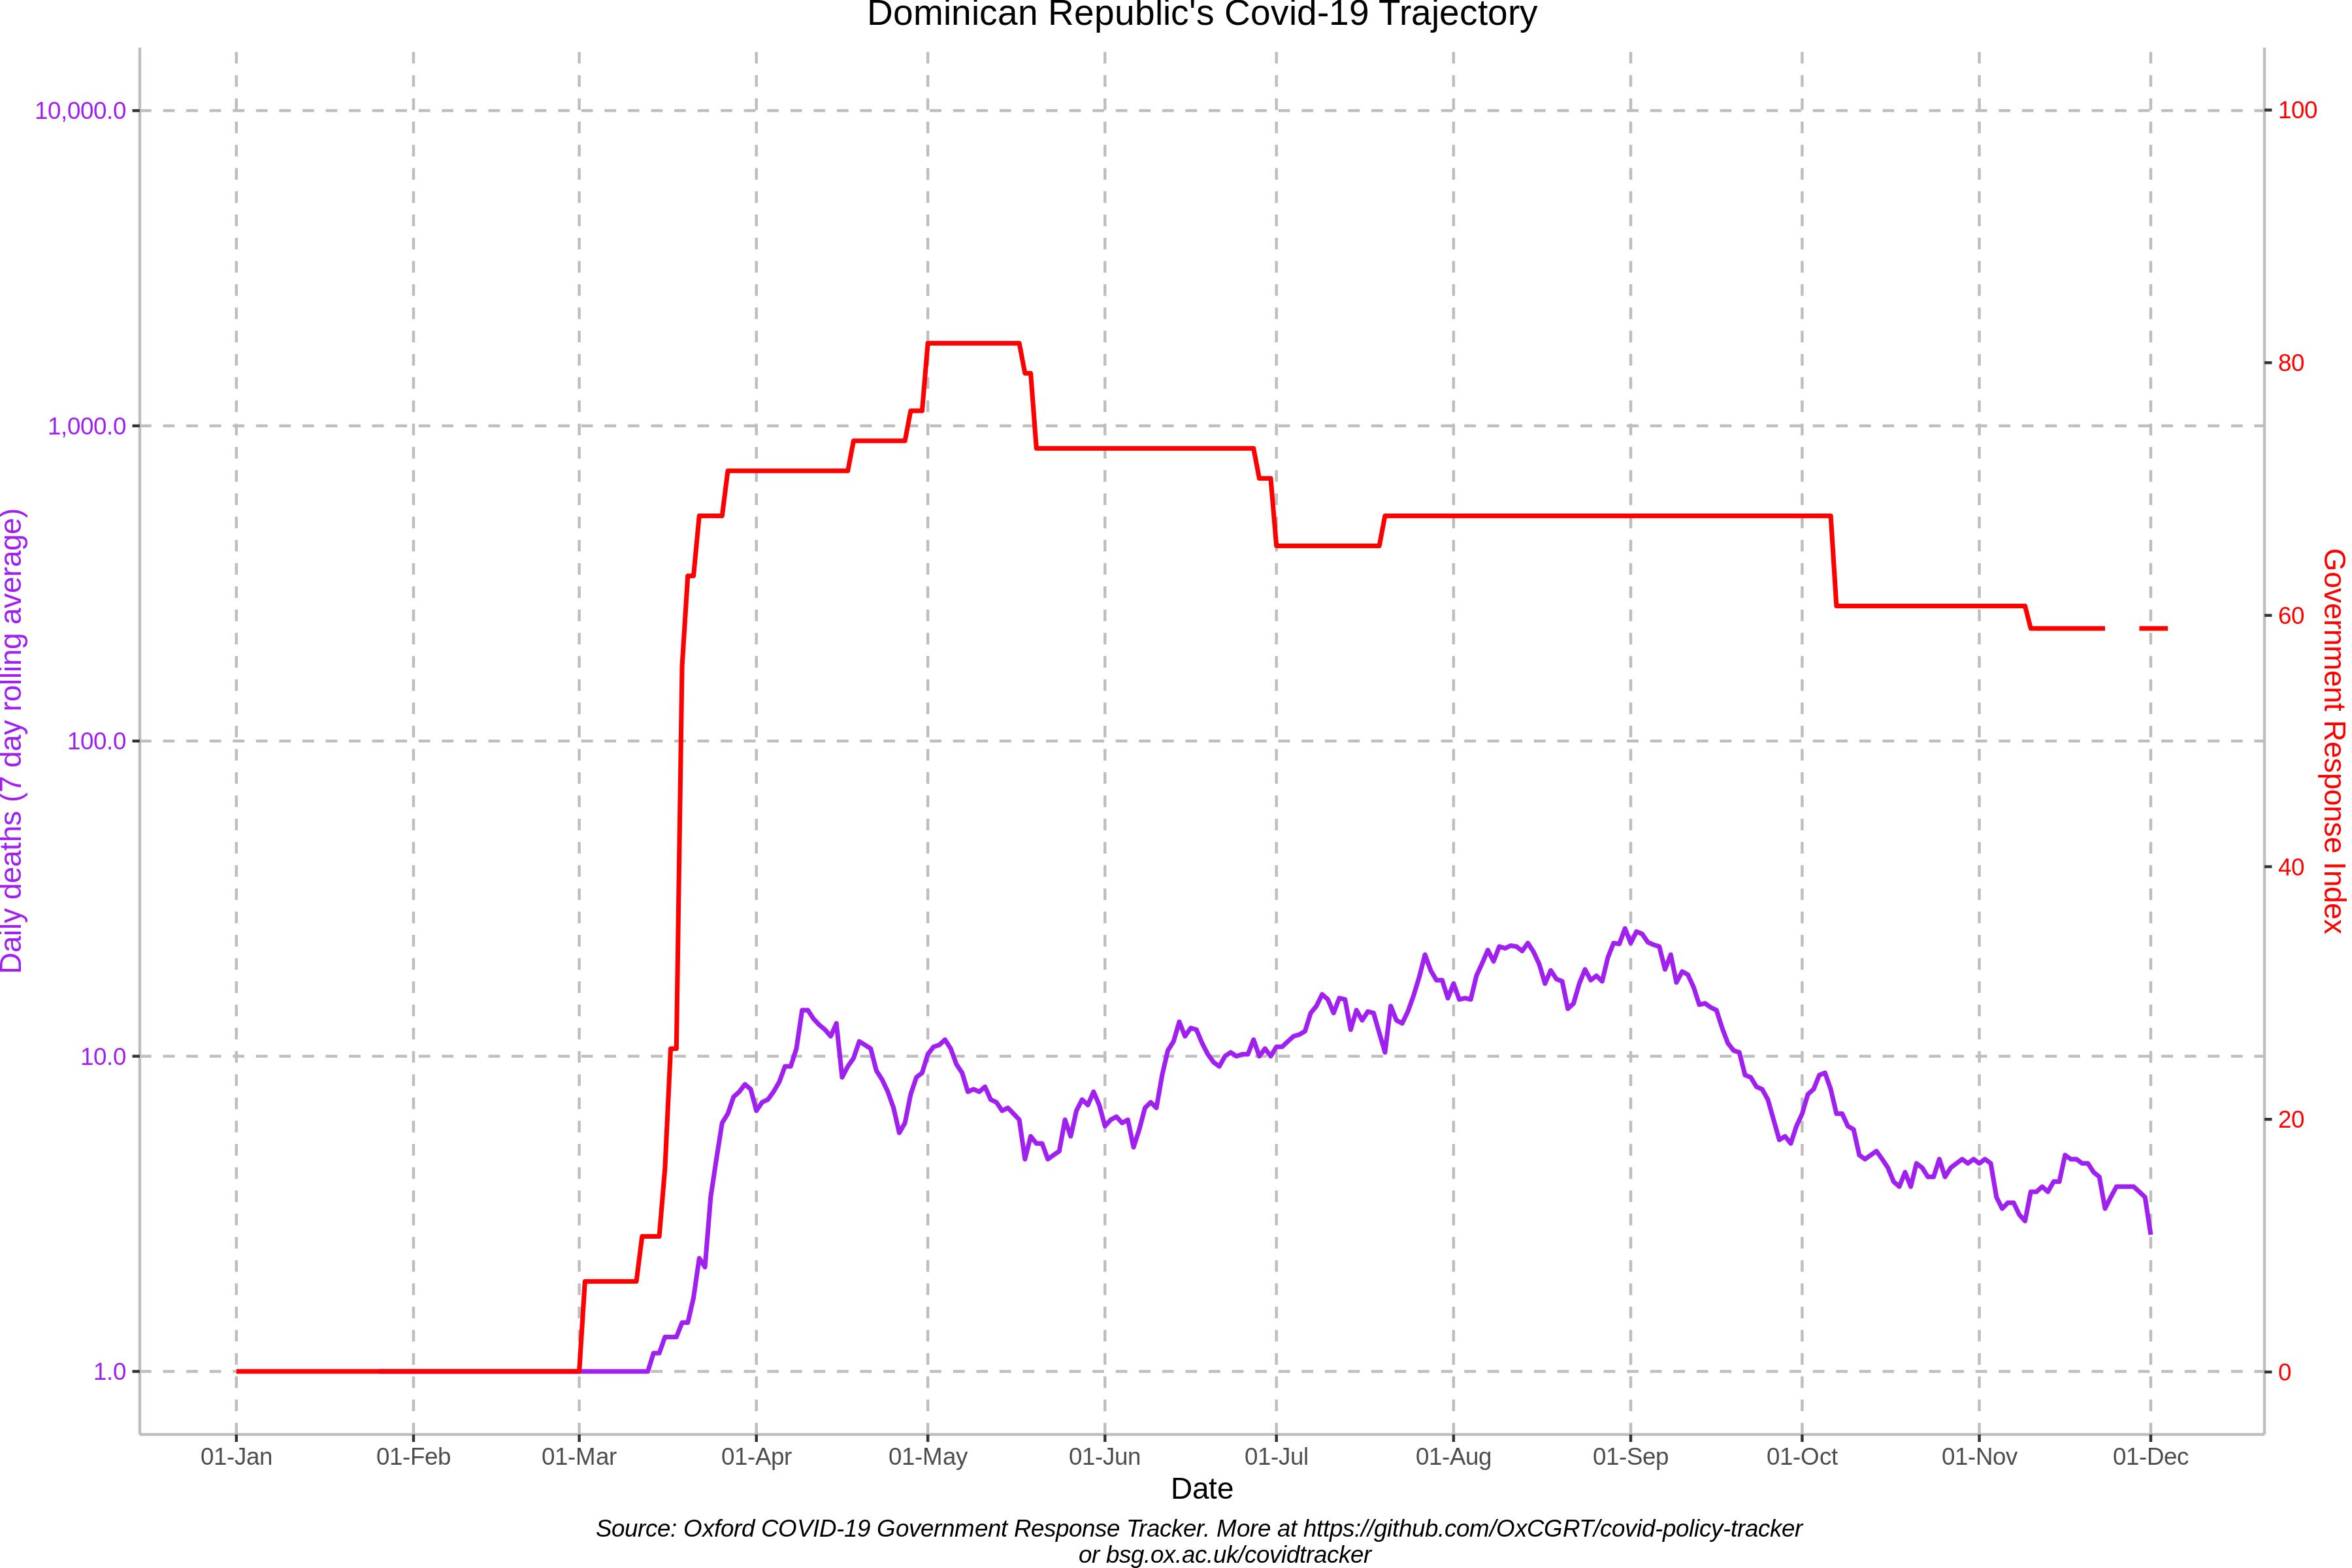 Dominican Republic's Covid-19 Trajectory
10,000.0
1,000.0
100.0
10.0
1.0
Daily deaths (7 day rolling average)
100
80
60
40
20
0
Government Response Index
01-Jan 01-Feb 01-Mar 01-Apr 01-May 01-Jun 01-Jul 01-Aug 01-Sep 01-Oct 01-Nov 01-Dec
Date
Source: Oxford COVID-19 Government Response Tracker. More at https://github.com/OxCGRT/covid-policy-tracker
or bsg.ox.ac.uk/covidtracker